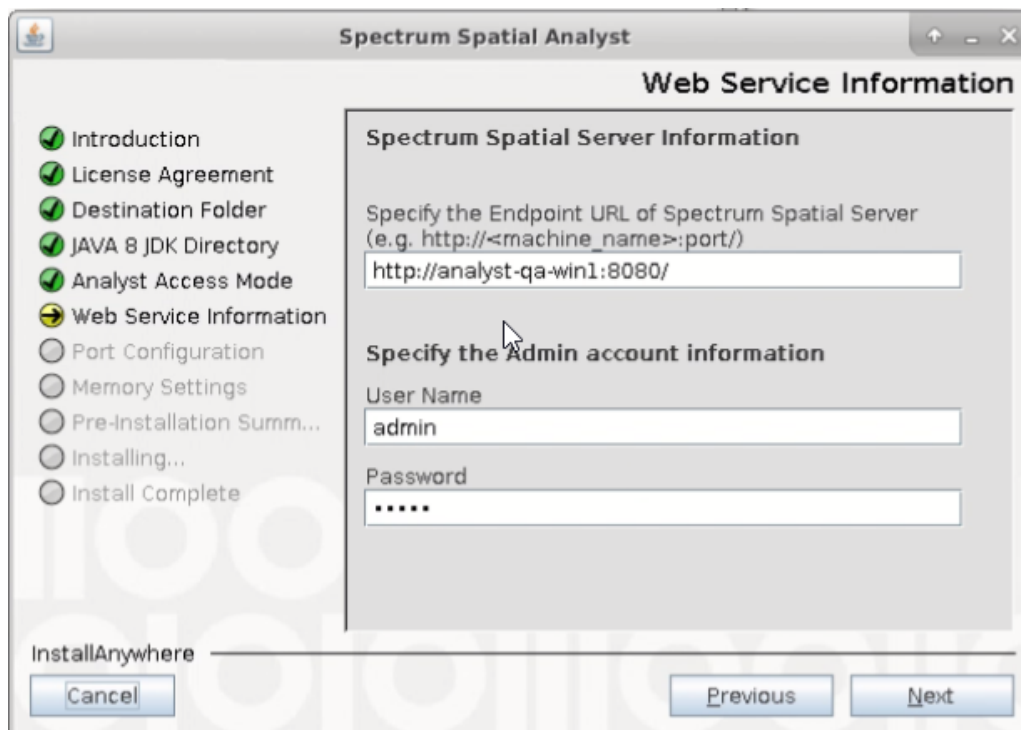 Spectrum Spatial Analyst
Web Service Information
Introduction
License Agreement
Destination Folder
JAVA 8 JDK Directory
Analyst Access Mode
Web Service Information
Port Configuration
Memory Settings
Pre-Installation Summ...
Installing...
Install Complete
Spectrum Spatial Server Information
Specify the Endpoint URL of Spectrum Spatial Server
(e.g. http://<machine_name>:port/)
http://analyst-qa-win1:8080/
Specify the Admin account information
User Name
admin
Password
•••••
InstallAnywhere
Cancel
Previous
Next